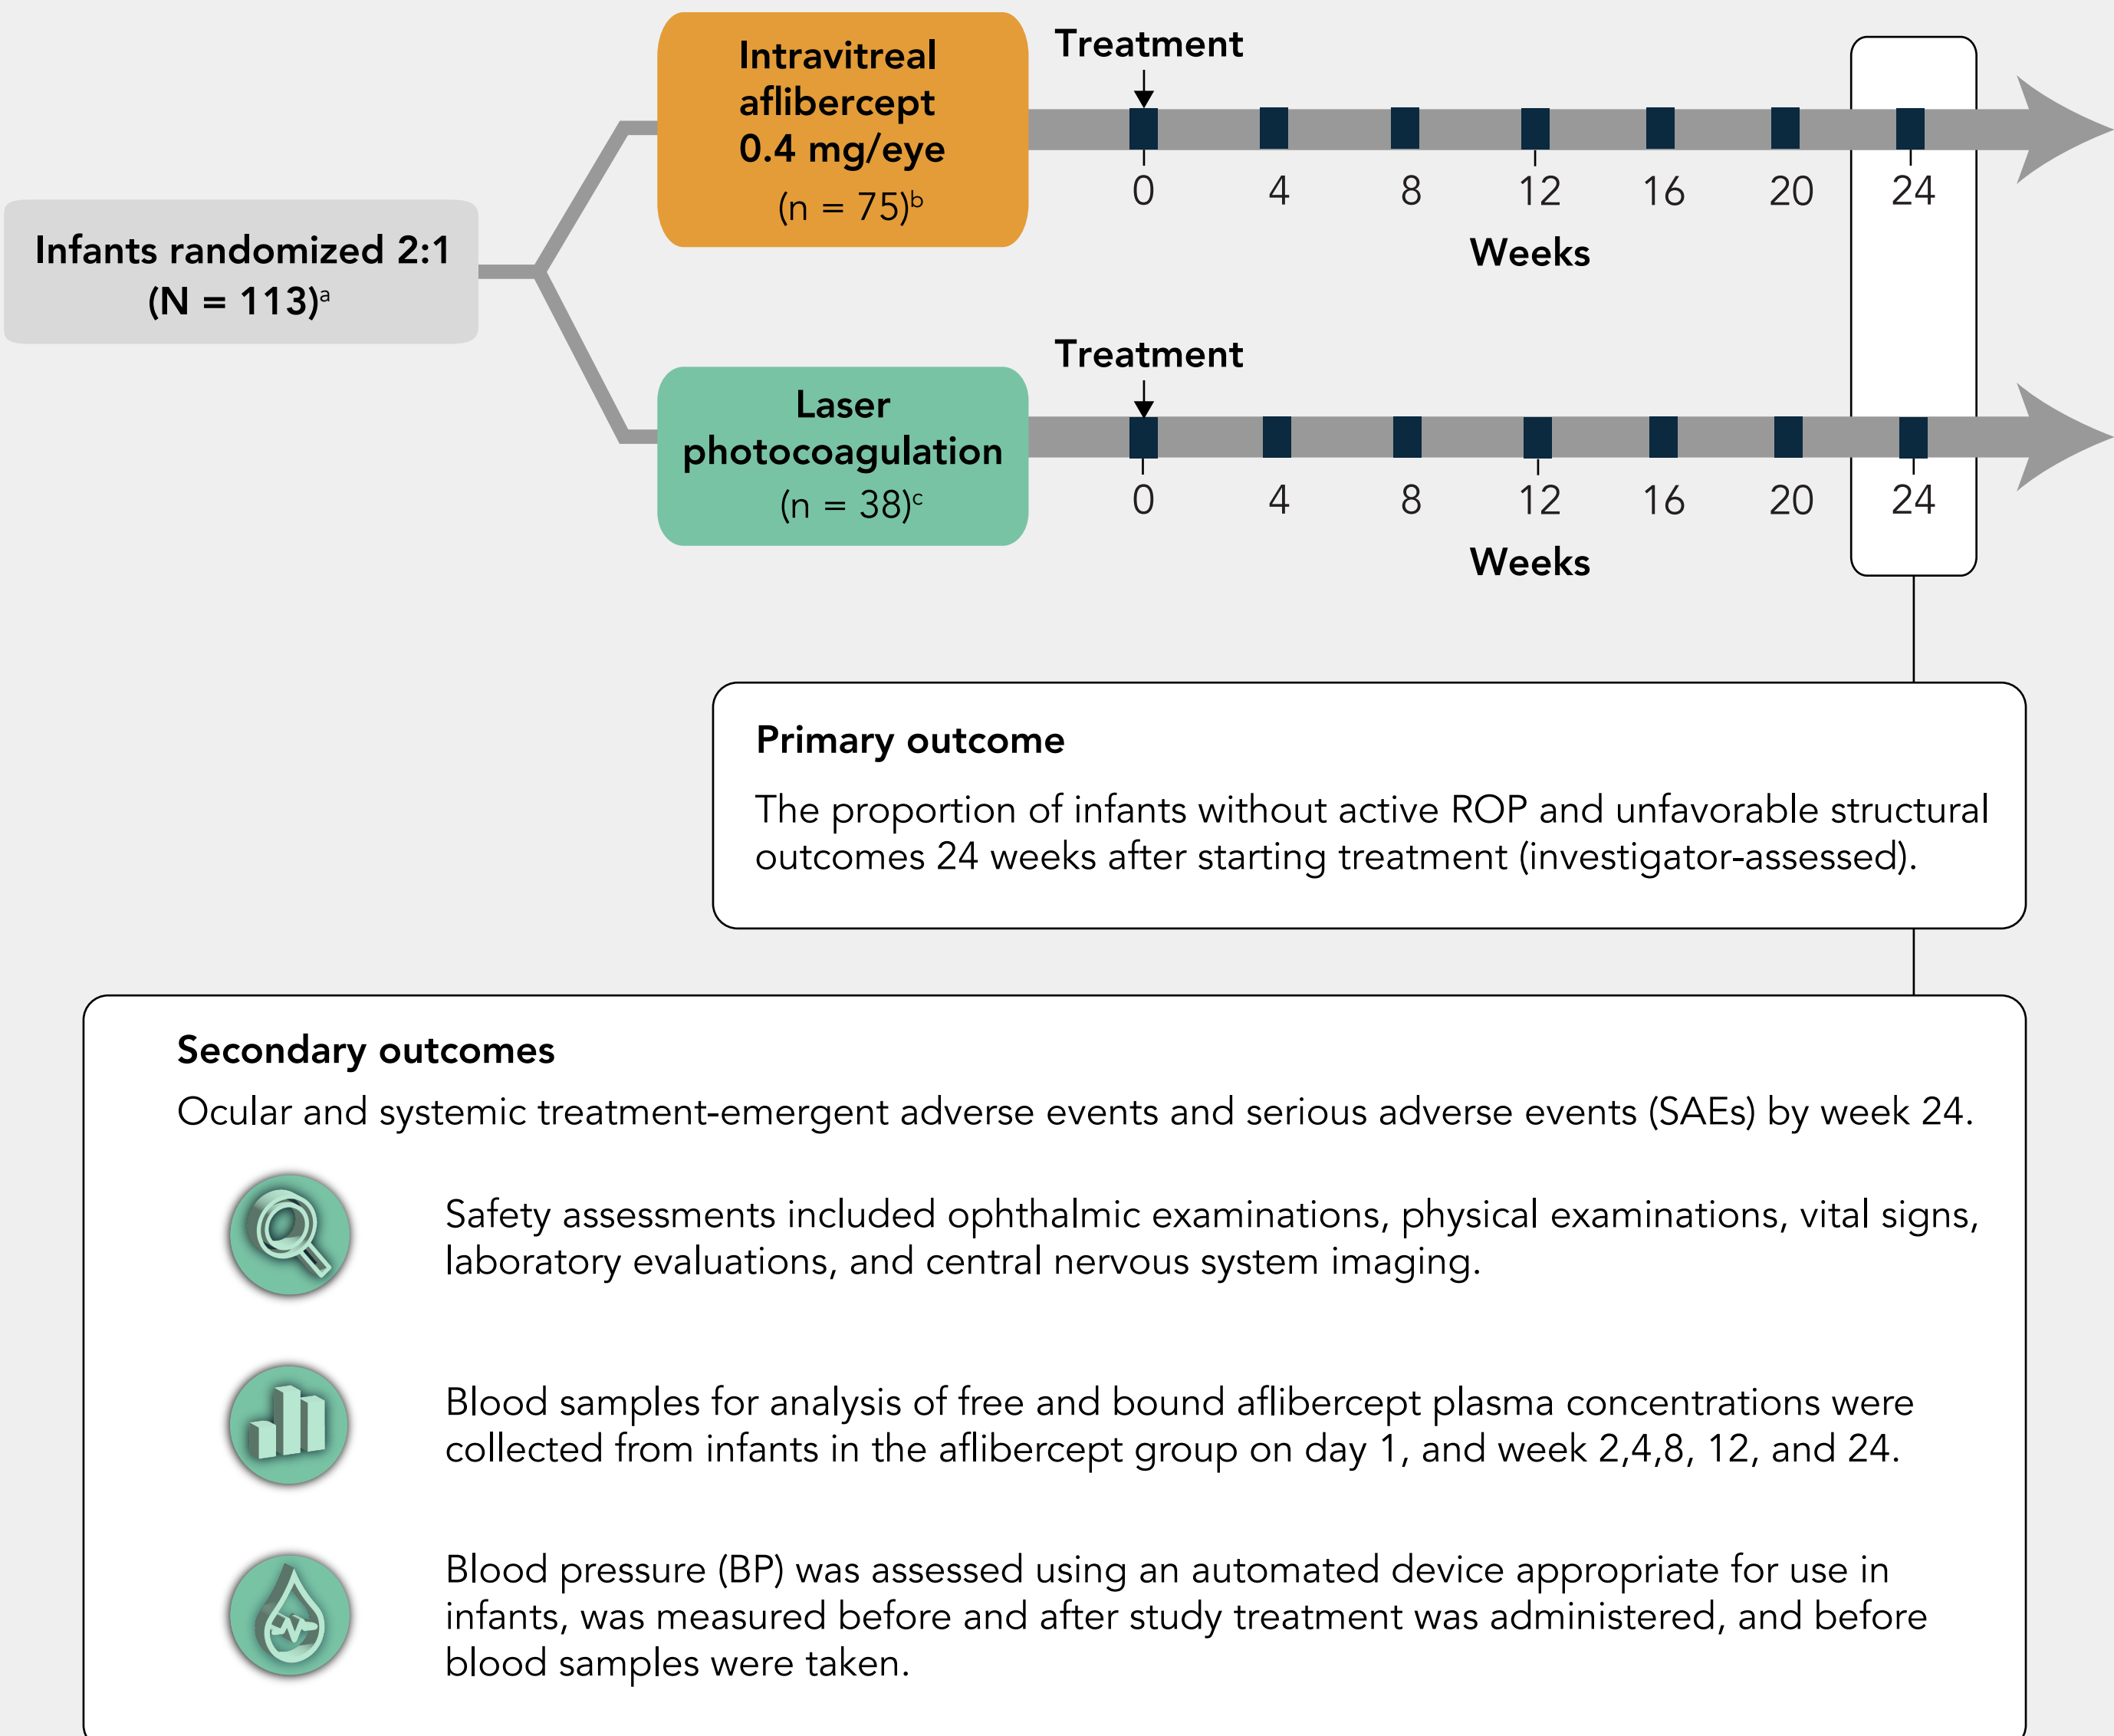 Infants randomized 2:1
(N = 113)a
Intravitreal
aflibercept
0.4 mg/eye
(n = 75)b
Treatment
0 4 8 12 16 20 24
Weeks
Laser
photocoagulation
(n = 38)c
Treatment
0 4 8 12 16 20 24
Weeks
Primary outcome
The proportion of infants without active ROP and unfavorable structural
outcomes 24 weeks after starting treatment (investigator-assessed).
Secondary outcomes
Ocular and systemic treatment-emergent adverse events and serious adverse events (SAEs) by week 24.
Safety assessments included ophthalmic examinations, physical examinations, vital signs,
laboratory evaluations, and central nervous system imaging.
Blood samples for analysis of free and bound aflibercept plasma concentrations were
collected from infants in the aflibercept group on day 1, and week 2,4,8, 12, and 24.
Blood pressure (BP) was assessed using an automated device appropriate for use in
infants, was measured before and after study treatment was administered, and before
blood samples were taken.